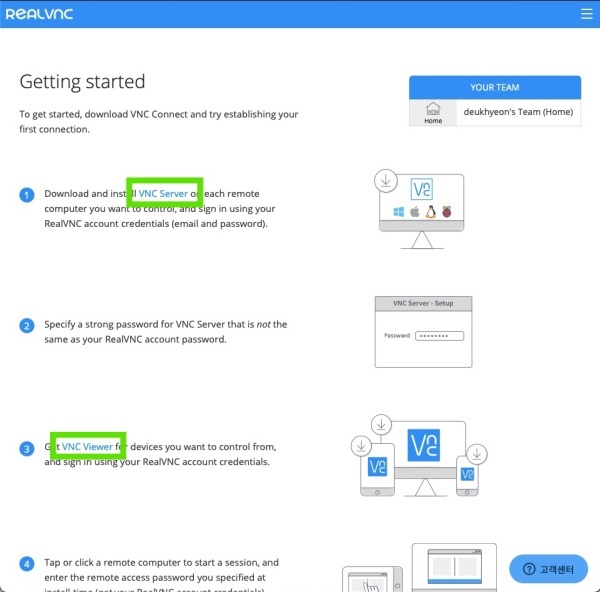 REALVNC
Getting started
To get started, download VNC Connect and try establishing your
first connection.
YOUR TEAM
Home
deukhyeon's Team (Home)
1
Download and install VNC Server on each remote
computer you want to control, and sign in using your
RealVNC account credentials (email and password).
VNC
2
Specify a strong password for VNC Server that is not the
same as your RealVNC account password.
VNC Server - Setup
Password
3
Get VNC Viewer for devices you want to control from,
and sign in using your RealVNC account credentials.
VNC
VNC
VNC
4
Tap or click a remote computer to start a session, and
enter the remote access password you specified at
install-time (not your RealVNC account credentials).
고객센터